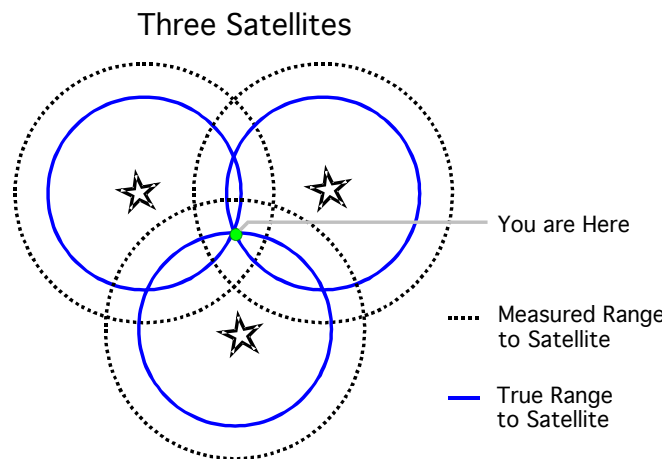 Three Satellites
You are Here
Measured Range
to Satellite
True Range
to Satellite